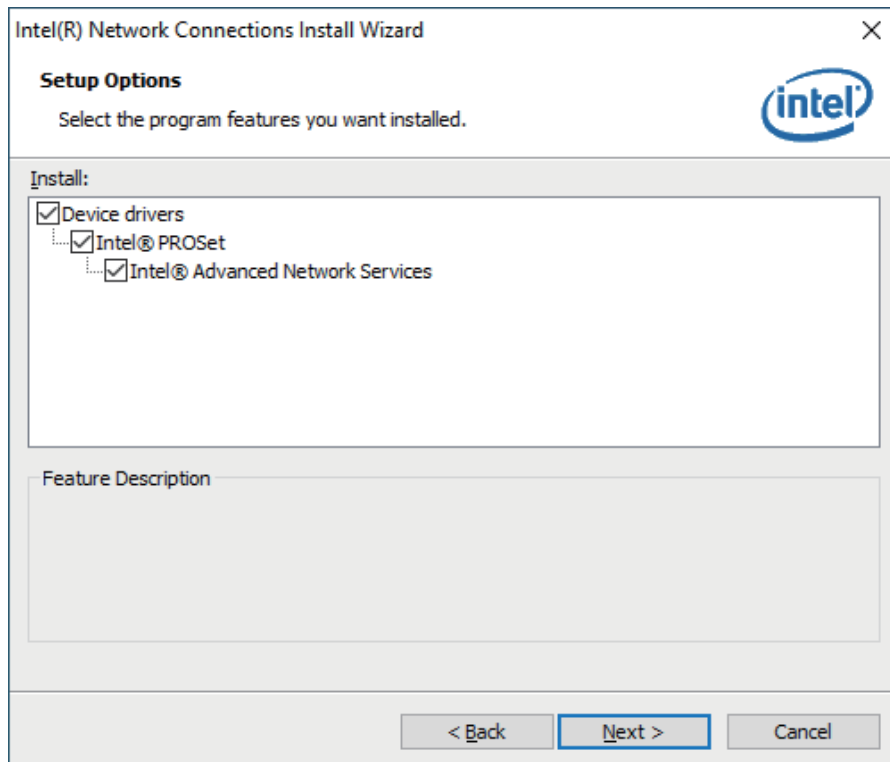 Intel(R) Network Connections Install Wizard
Setup Options
Select the program features you want installed.
intel
Install:
Device drivers
Intel® PROSet
Intel® Advanced Network Services
Feature Description
< Back
Next >
Cancel